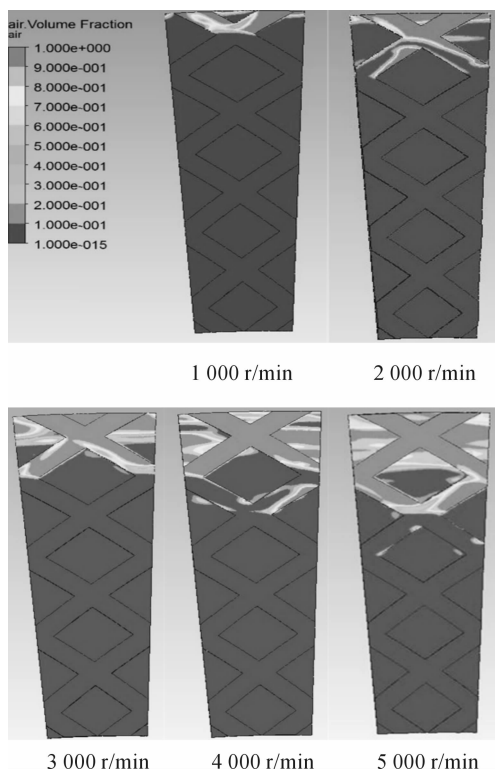 air.Volume Fraction
air
1.000e+000
9.000e-001
8.000e-001
7.000e-001
6.000e-001
5.000e-001
4.000e-001
3.000e-001
2.000e-001
1.000e-001
1.000e-015
1 000 r/min 2 000 r/min
3 000 r/min 4 000 r/min 5 000 r/min